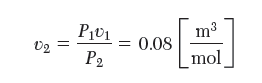 v₂ = P₁v₁ / P₂ = 0.08 [m³ / mol]